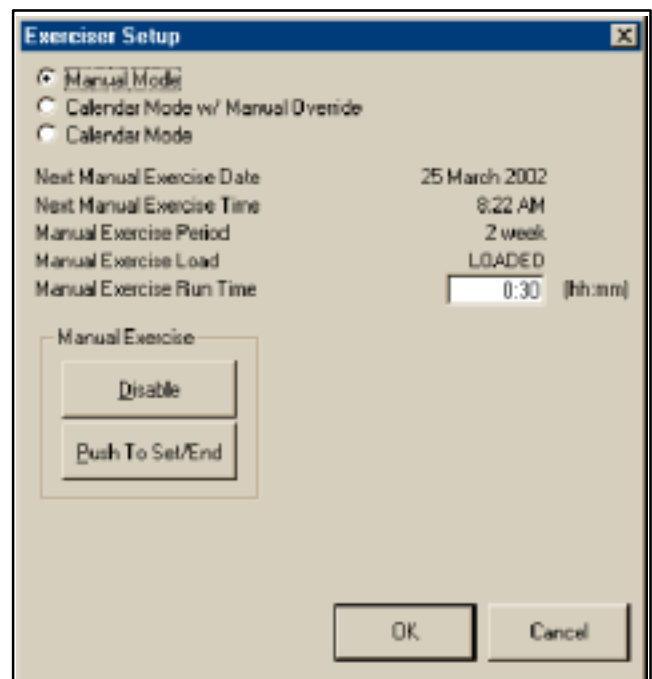 Exerciser Setup
Manual Mode
Calendar Mode w/ Manual Override
Calendar Mode
Next Manual Exercise Date 25 March 2002
Next Manual Exercise Time 8:22 AM
Manual Exercise Period 2 week
Manual Exercise Load LOADED
Manual Exercise Run Time 0:30 (hh:mm)
Manual Exercise
Disable
Push To Set/End
OK Cancel